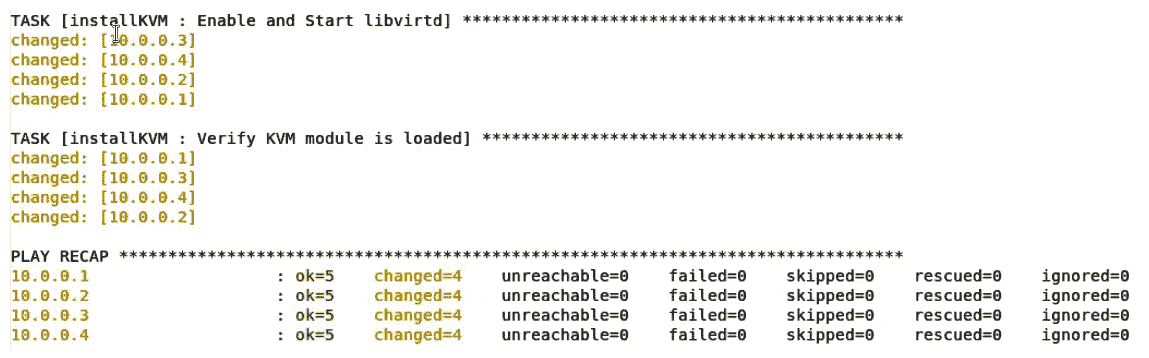 TASK [installKVM : Enable and Start libvirtd] *********************************************
changed: [10.0.0.3]
changed: [10.0.0.4]
changed: [10.0.0.2]
changed: [10.0.0.1]
TASK [installKVM : Verify KVM module is loaded] *******************************************
changed: [10.0.0.1]
changed: [10.0.0.3]
changed: [10.0.0.4]
changed: [10.0.0.2]
PLAY RECAP ********************************************************************************
10.0.0.1 : ok=5 changed=4 unreachable=0 failed=0 skipped=0 rescued=0 ignored=0
10.0.0.2 : ok=5 changed=4 unreachable=0 failed=0 skipped=0 rescued=0 ignored=0
10.0.0.3 : ok=5 changed=4 unreachable=0 failed=0 skipped=0 rescued=0 ignored=0
10.0.0.4 : ok=5 changed=4 unreachable=0 failed=0 skipped=0 rescued=0 ignored=0